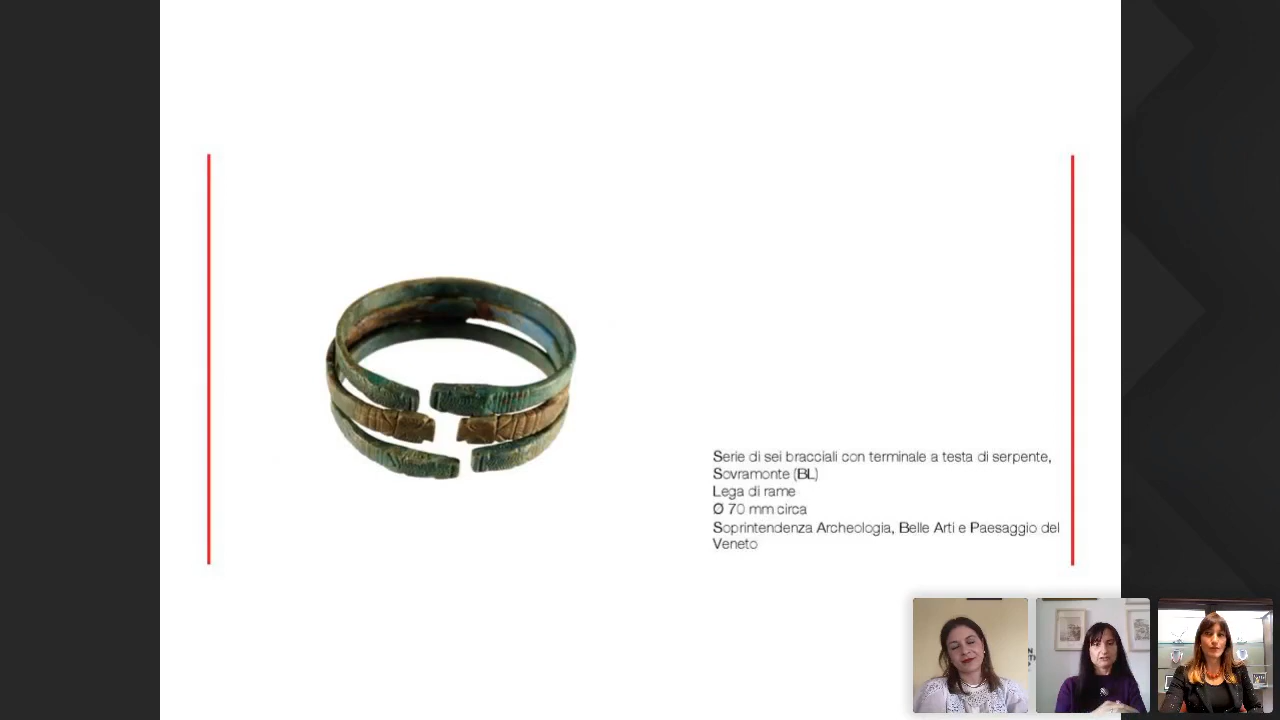 Serie di sei bracciali con terminale a testa di serpente,
Sovramonte (BL)
Lega di rame
Ø 70 mm circa
Soprintendenza Archeologia, Belle Arti e Paesaggio del
Veneto